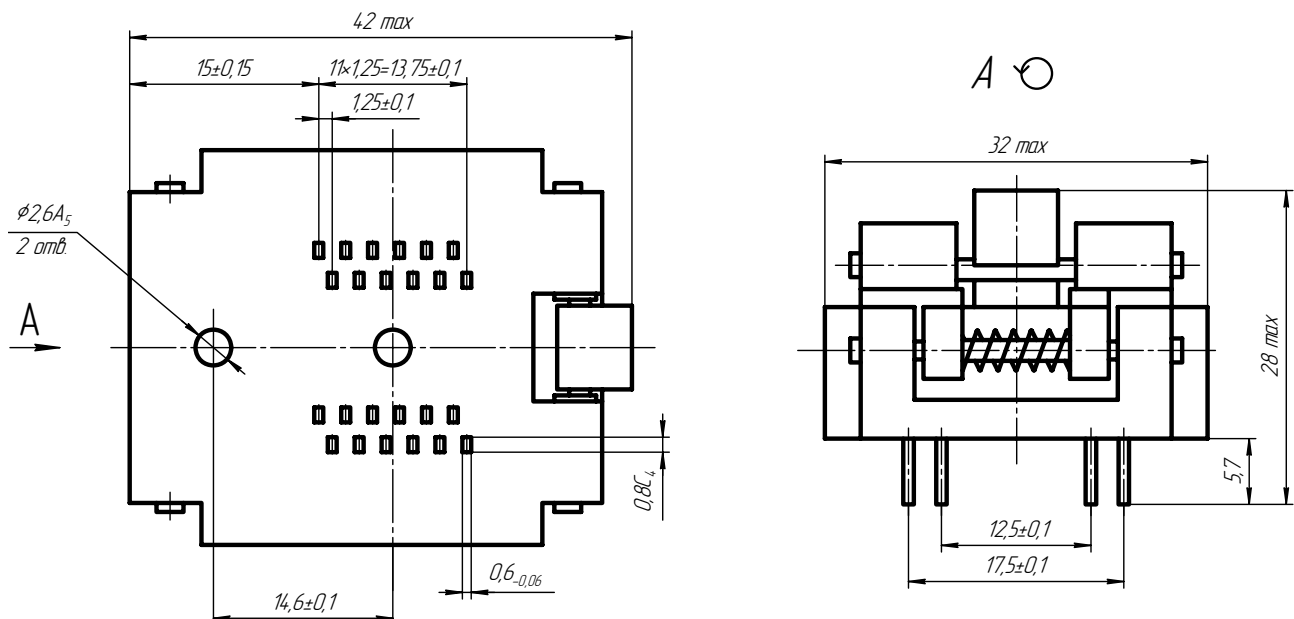 42 max
15±0,15
11×1,25=13,75±0,1
1,25±0,1
⌀2,6A₅
2 отв.
А
0,8C₄
0,6₋₀,₀₆
14,6±0,1
А
32 max
28 max
5,7
12,5±0,1
17,5±0,1